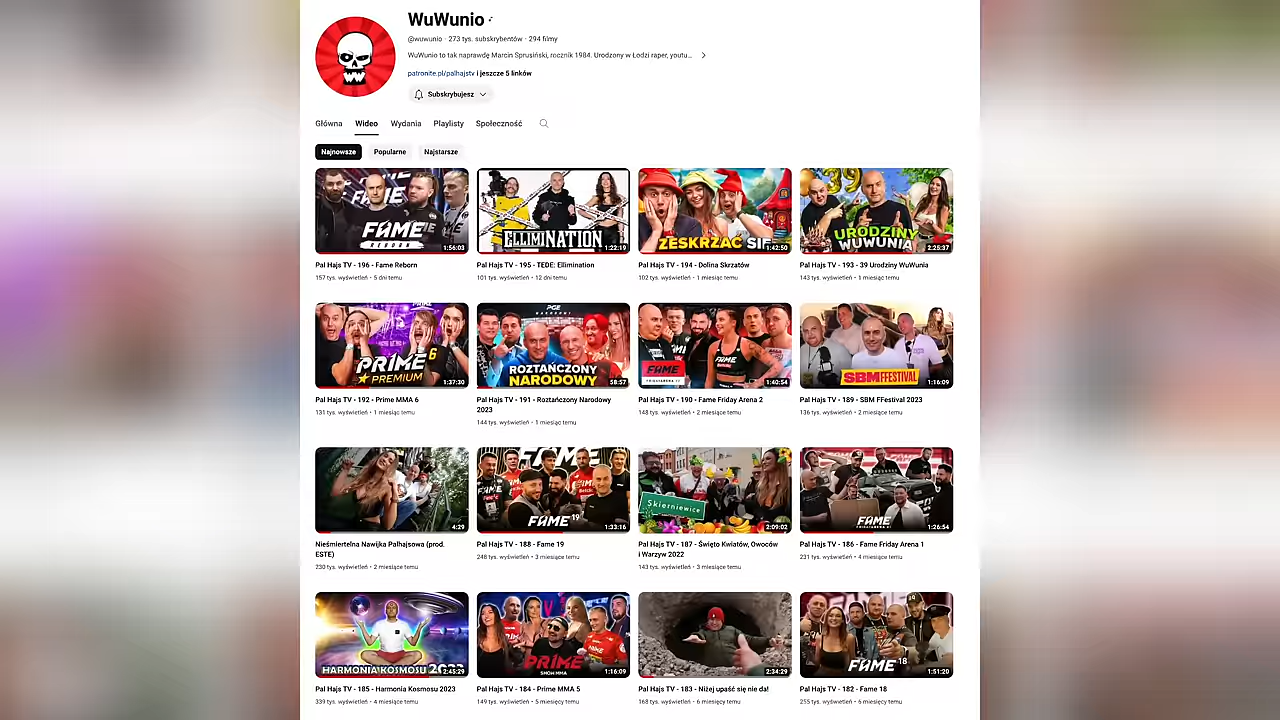 WuWunio
@wuwunio · 273 tys. subskrybentów · 294 filmy
WuWunio to tak naprawdę Marcin Sprusiński, rocznik 1984. Urodzony w Łodzi raper, youtu...
patronite.pl/palhajstv i jeszcze 5 linków
Subskrybujesz
Główna Wideo Wydania Playlisty Społeczność
Najnowsze Popularne Najstarsze
FAME REBORN 1:56:03
ELLIMINATION 1:22:19
ZESKRZAĆ SIĘ 1:42:50
39 URODZINY WUWUNIA 2:25:37
Pal Hajs TV - 196 - Fame Reborn
157 tys. wyświetleń • 5 dni temu
Pal Hajs TV - 195 - TEDE: Ellimination
101 tys. wyświetleń • 12 dni temu
Pal Hajs TV - 194 - Dolina Skrzatów
102 tys. wyświetleń • 1 miesiąc temu
Pal Hajs TV - 193 - 39 Urodziny WuWunia
143 tys. wyświetleń • 1 miesiąc temu
PRIME 6 PREMIUM 1:37:30
PGE NARODOWY ROZTAŃCZONY NARODOWY 58:57
FAME FRIDAY ARENA 2 1:40:54
SBM FFESTIVAL 1:16:09
Pal Hajs TV - 192 - Prime MMA 6
131 tys. wyświetleń • 1 miesiąc temu
Pal Hajs TV - 191 - Roztańczony Narodowy
2023
144 tys. wyświetleń • 1 miesiąc temu
Pal Hajs TV - 190 - Fame Friday Arena 2
148 tys. wyświetleń • 2 miesiące temu
Pal Hajs TV - 189 - SBM FFestival 2023
136 tys. wyświetleń • 2 miesiące temu
4:29
FAME 19 1:33:16
Skierniewice 2:09:02
FAME FRIDAY ARENA 1 1:26:54
Nieśmiertelna Nawijka Palhajsowa (prod.
ESTE)
230 tys. wyświetleń • 2 miesiące temu
Pal Hajs TV - 188 - Fame 19
248 tys. wyświetleń • 3 miesiące temu
Pal Hajs TV - 187 - Święto Kwiatów, Owoców
i Warzyw 2022
143 tys. wyświetleń • 3 miesiące temu
Pal Hajs TV - 186 - Fame Friday Arena 1
231 tys. wyświetleń • 4 miesiące temu
HARMONIA KOSMOSU 2023 2:45:29
PRIME SHOW MMA 1:16:09
2:34:29
FAME 18 1:51:20
Pal Hajs TV - 185 - Harmonia Kosmosu 2023
339 tys. wyświetleń • 4 miesiące temu
Pal Hajs TV - 184 - Prime MMA 5
149 tys. wyświetleń • 5 miesięcy temu
Pal Hajs TV - 183 - Niżej upaść się nie da!
168 tys. wyświetleń • 6 miesięcy temu
Pal Hajs TV - 182 - Fame 18
255 tys. wyświetleń • 6 miesięcy temu